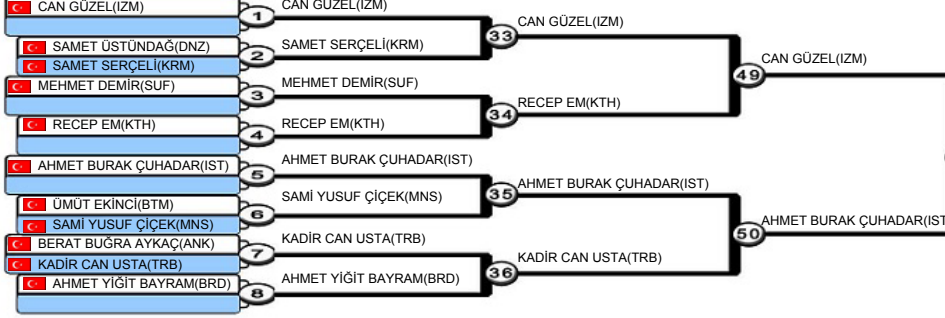 CAN GÜZEL(IZM)
1
CAN GÜZEL(IZM)
33
CAN GÜZEL(IZM)
SAMET ÜSTÜNDAĞ(DNZ)
SAMET SERÇELİ(KRM)
2
SAMET SERÇELİ(KRM)
49
CAN GÜZEL(IZM)
MEHMET DEMİR(SUF)
3
MEHMET DEMİR(SUF)
34
RECEP EM(KTH)
RECEP EM(KTH)
4
RECEP EM(KTH)
AHMET BURAK ÇUHADAR(IST)
5
AHMET BURAK ÇUHADAR(IST)
35
AHMET BURAK ÇUHADAR(IST)
ÜMÜT EKİNCİ(BTM)
SAMİ YUSUF ÇİÇEK(MNS)
6
SAMİ YUSUF ÇİÇEK(MNS)
50
AHMET BURAK ÇUHADAR(IST
BERAT BUĞRA AYKAÇ(ANK)
KADİR CAN USTA(TRB)
7
KADİR CAN USTA(TRB)
36
KADİR CAN USTA(TRB)
AHMET YİĞİT BAYRAM(BRD)
8
AHMET YİĞİT BAYRAM(BRD)